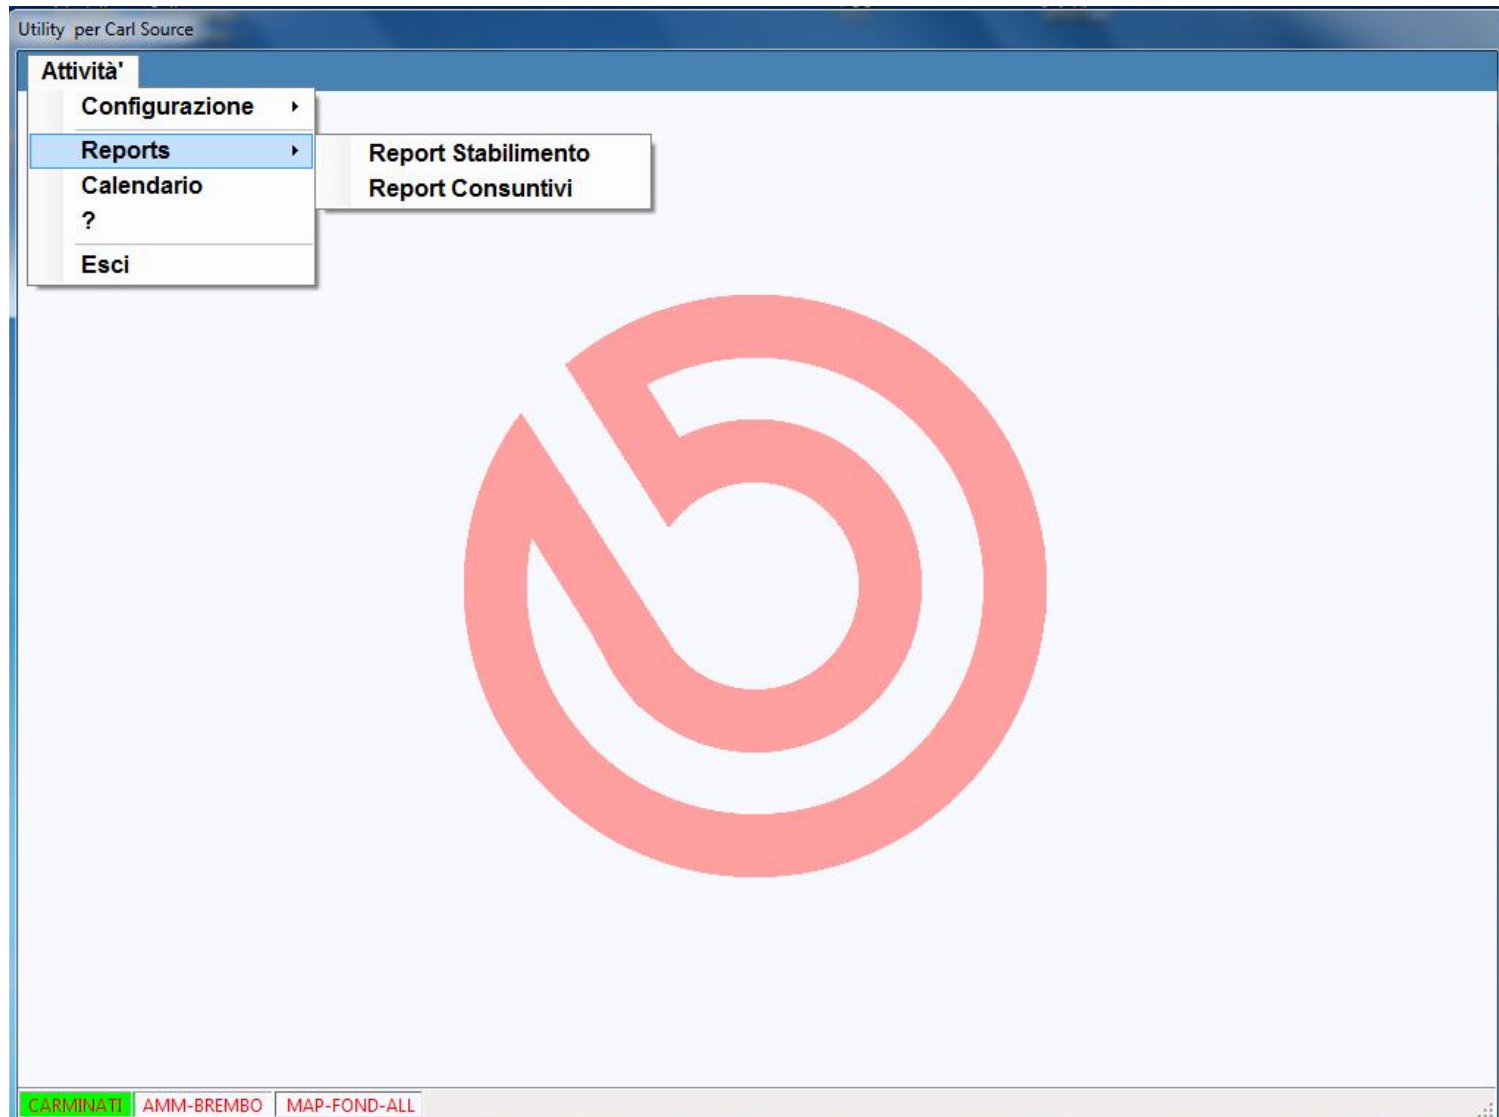 Utility  per Carl Source
Attività'
Configurazione
Reports
Report Stabilimento
Calendario
Report Consuntivi
?
Esci
CARMINATI AMM-BREMBO MAP-FOND-ALL